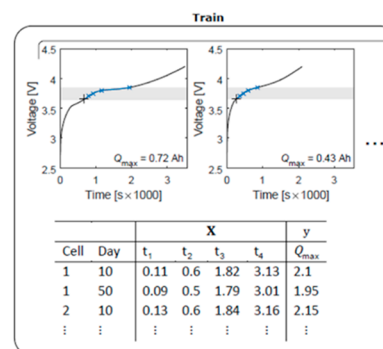 Train
4.5
4
3.5
3
2.5
Voltage [V]
0 1 2 3
Time [s×1000]
Qmax = 0.72 Ah
4.5
4
3.5
3
2.5
Voltage [V]
0 1 2 3
Time [s×1000]
Qmax = 0.43 Ah
...
X y
Cell Day t1 t2 t3 t4 Qmax
1 10 0.11 0.6 1.82 3.13 2.1
1 50 0.09 0.5 1.79 3.01 1.95
2 10 0.13 0.6 1.84 3.16 2.15
⋮ ⋮ ⋮ ⋮ ⋮ ⋮ ⋮